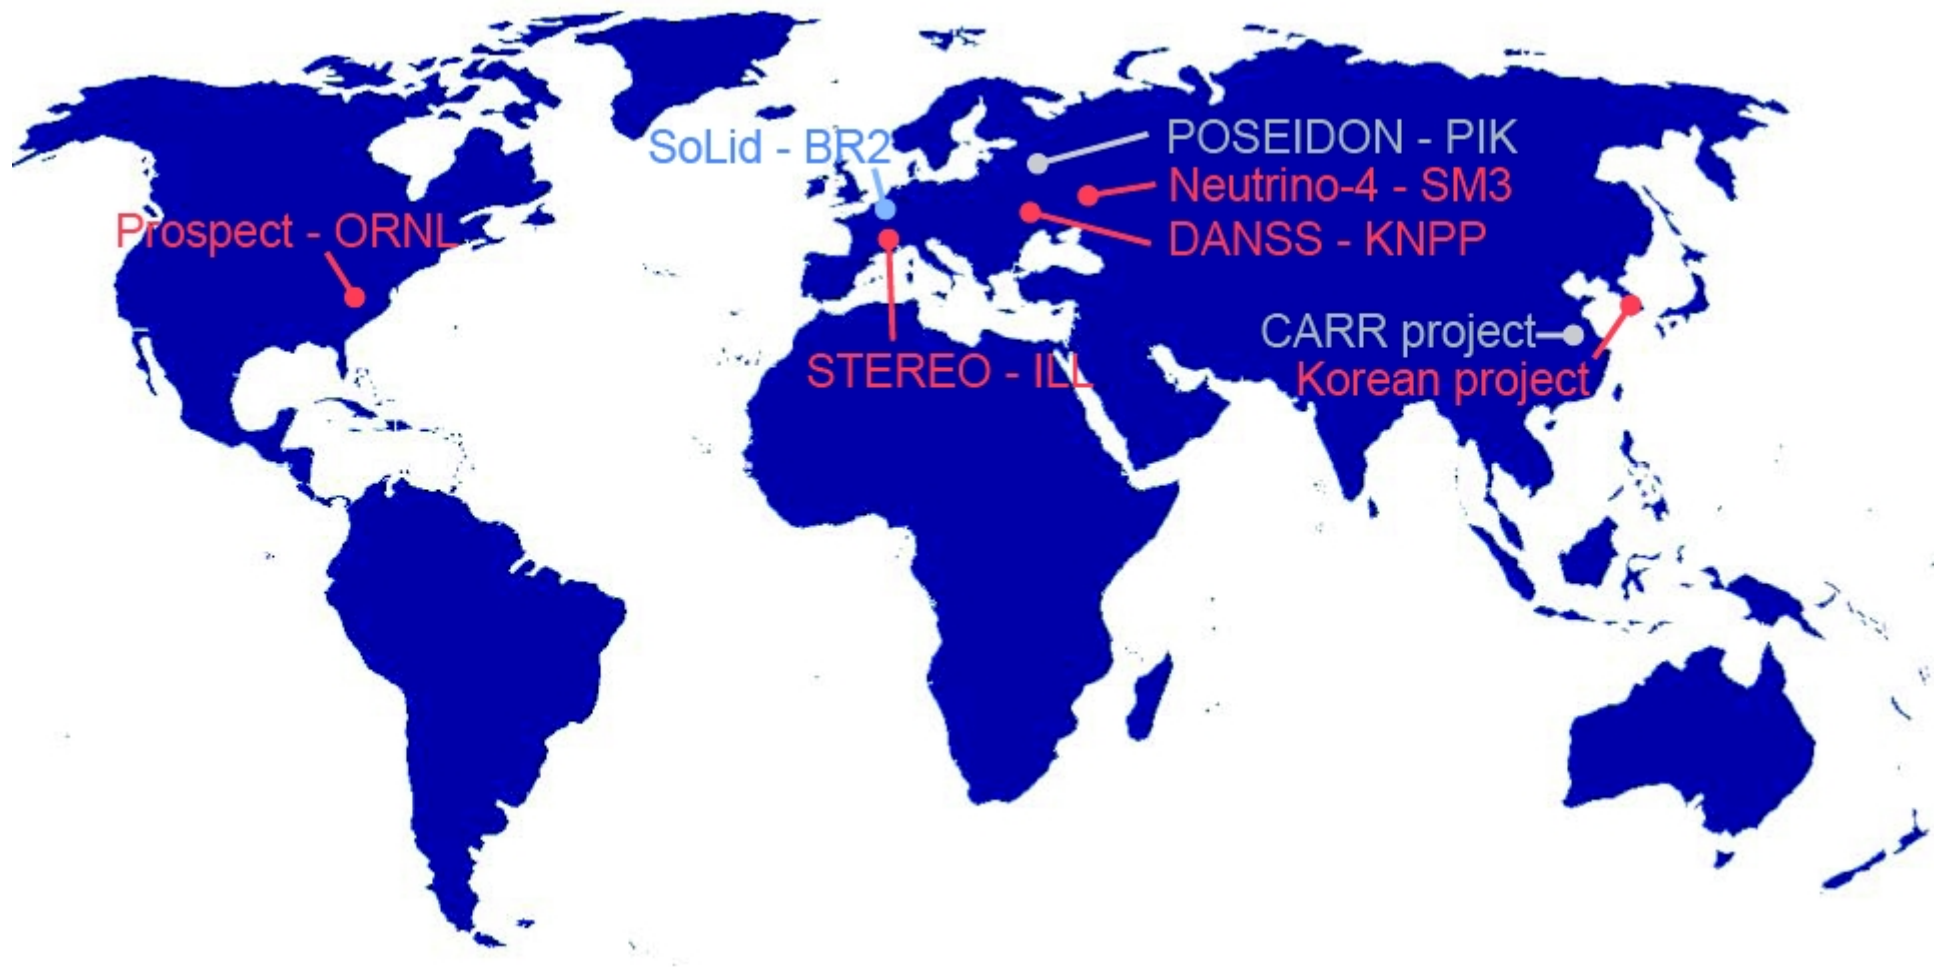 POSEIDON - PIK
SoLid - BR2
Neutrino-4 - SM3
Prospect - ORNL
DANSS - KNPP
CARR project
STEREO - ILL
Korean project